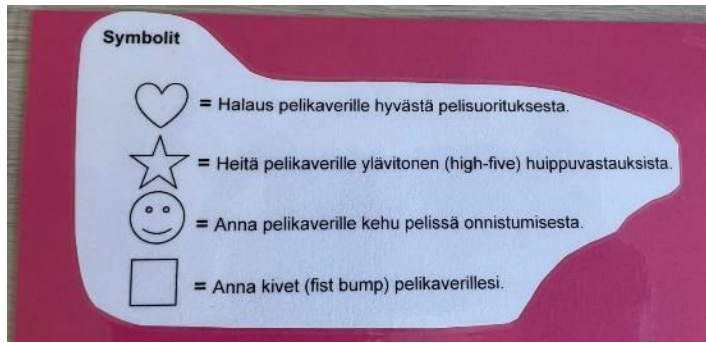 Symbolit
= Halaus pelikaverille hyvästä pelisuorituksesta.
= Heitä pelikaverille ylävitonen (high-five) huippuvastauksista.
= Anna pelikaverille kehu pelissä onnistumisesta.
= Anna kivet (fist bump) pelikaverillesi.